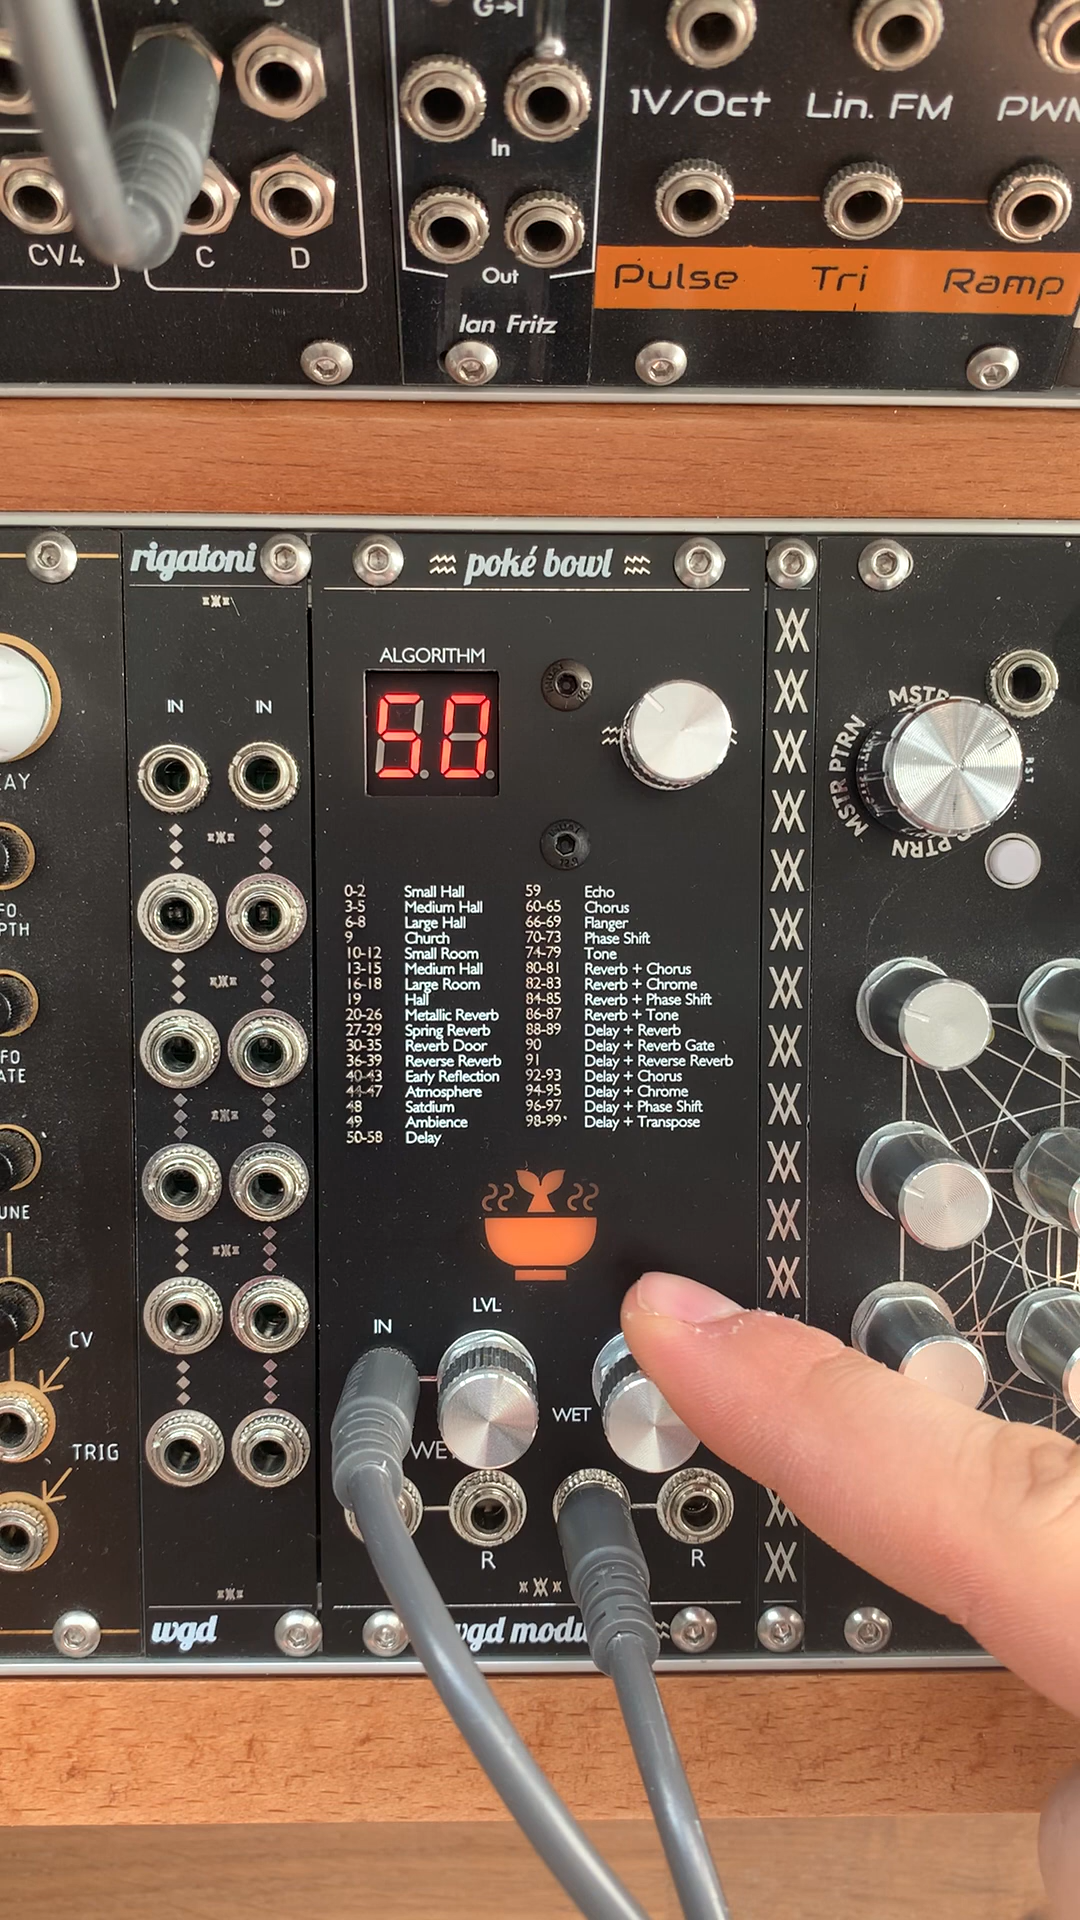 G→I
1V/Oct Lin. FM PWM
In
CV4 C D
Out
Pulse Tri Ramp
Ian Fritz
rigatoni
poké bowl
ALGORITHM
50
IN IN
MSTR PTRN
MSTR
PTRN
RST
CV
TRIG
0-2 Small Hall
3-5 Medium Hall
6-8 Large Hall
9 Church
10-12 Small Room
13-15 Medium Hall
16-18 Large Room
19 Hall
20-26 Metallic Reverb
27-29 Spring Reverb
30-35 Reverb Door
36-39 Reverse Reverb
40-43 Early Reflection
44-47 Atmosphere
48 Satdium
49 Ambience
50-58 Delay
59 Echo
60-65 Chorus
66-69 Flanger
70-73 Phase Shift
74-79 Tone
80-81 Reverb + Chorus
82-83 Reverb + Chrome
84-85 Reverb + Phase Shift
86-87 Reverb + Tone
88-89 Delay + Reverb
90 Delay + Reverb Gate
91 Delay + Reverse Reverb
92-93 Delay + Chorus
94-95 Delay + Chrome
96-97 Delay + Phase Shift
98-99 Delay + Transpose
LVL
IN
WET
R R
wgd
wgd modu